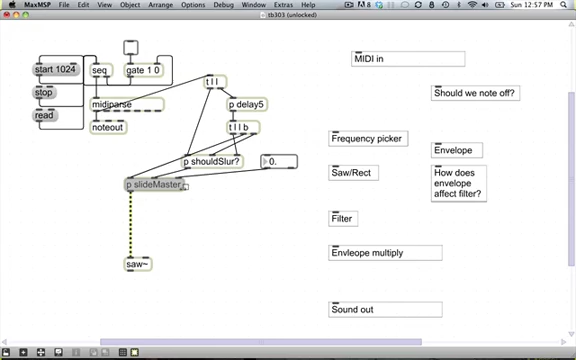 MaxMSP File Edit View Object Arrange Options Extras Window Help
8 Sun 12:57 PM
tb303 (unlocked)
start 1024
seq
gate 1 0
stop
read
midiparse
noteout
t l l
p delay5
t l l b
p shouldSlur?
0.
p slideMaster
saw~
MIDI in
Should we note off?
Frequency picker
Envelope
Saw/Rect
How does
envelope
affect filter?
Filter
Envleope multiply
Sound out